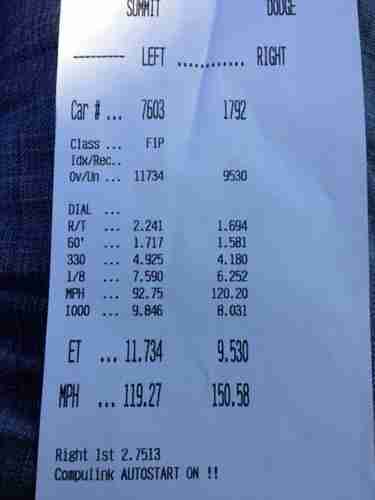 SUMMIT DODGE
--------- LEFT ............ RIGHT
Car # ... 7603 1792
Class ... F1P
Idx/Rec..
Ov/Un ... 11734 9530
DIAL ...
R/T ... 2.241 1.694
60' ... 1.717 1.581
330 ... 4.925 4.180
1/8 ... 7.590 6.252
MPH ... 92.75 120.20
1000 ... 9.846 8.031
ET ... 11.734 9.530
MPH ... 119.27 150.58
Right 1st 2.7513
Compulink AUTOSTART ON !!